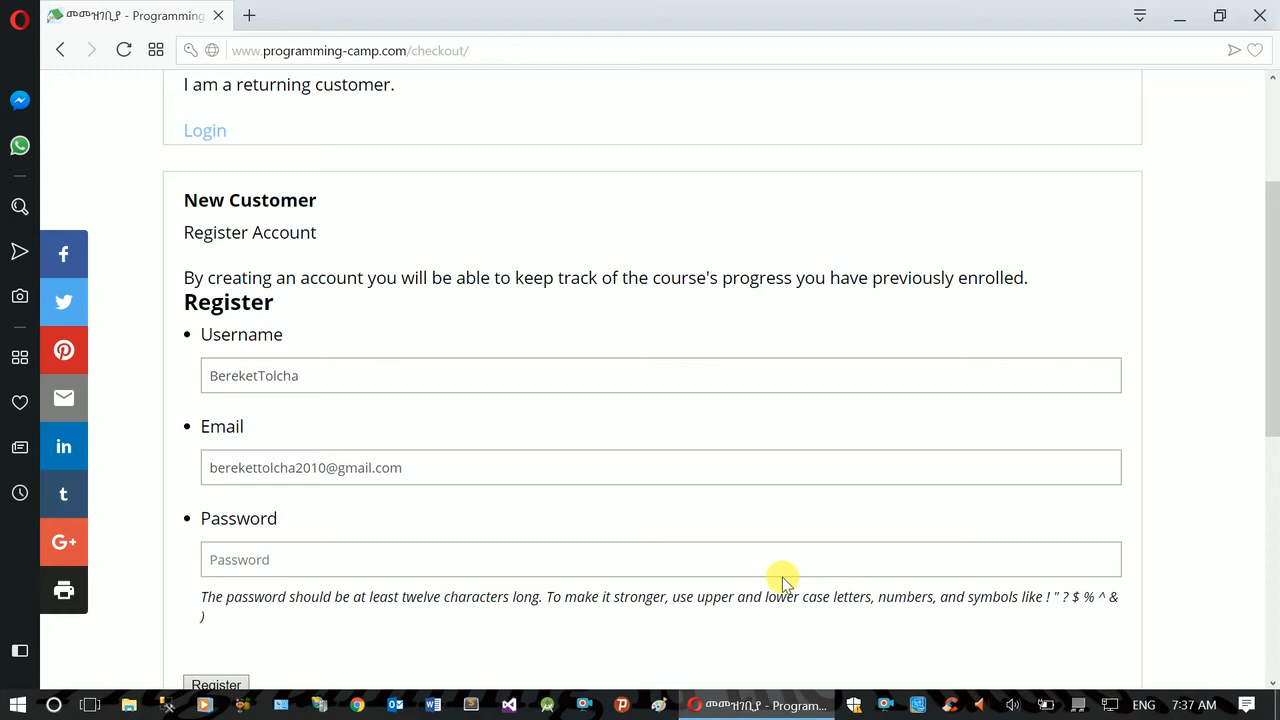 መመዝገቢያ - Programming
www.programming-camp.com/checkout/
I am a returning customer.
Login
New Customer
Register Account
By creating an account you will be able to keep track of the course's progress you have previously enrolled.
Register
Username
BereketTolcha
Email
berekettolcha2010@gmail.com
Password
Password
The password should be at least twelve characters long. To make it stronger, use upper and lower case letters, numbers, and symbols like ! " ? $ % ^ &
)
Register
መመዝገቢያ - Program...
ENG
7:37 AM